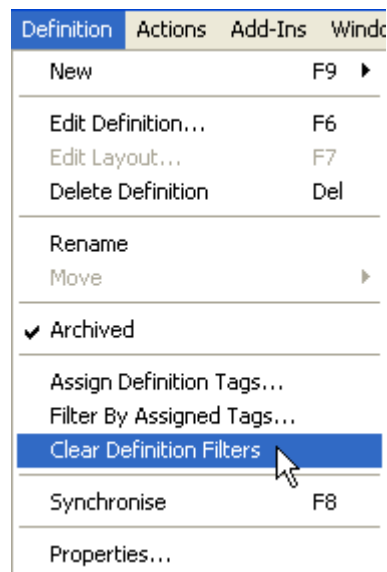 Definition Actions Add-Ins Windo
New F9
Edit Definition... F6
Edit Layout... F7
Delete Definition Del
Rename
Move
Archived
Assign Definition Tags...
Filter By Assigned Tags...
Clear Definition Filters
Synchronise F8
Properties...